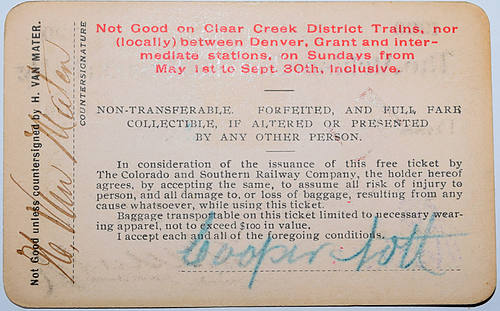 Not Good on Clear Creek District Trains, nor
(locally) between Denver, Grant and inter-
mediate stations, on Sundays from
May 1st to Sept. 30th, inclusive.
NON-TRANSFERABLE. FORFEITED, AND FULL FARE
COLLECTIBLE, IF ALTERED OR PRESENTED
BY ANY OTHER PERSON.
In consideration of the issuance of this free ticket by
The Colorado and Southern Railway Company, the holder hereof
agrees, by accepting the same, to assume all risk of injury to
person, and all damage to, or loss of baggage, resulting from any
cause whatsoever, while using this ticket.
Baggage transportable on this ticket limited to necessary wear-
ing apparel, not to exceed $100 in value.
I accept each and all of the foregoing conditions.
Cooper
Not Good unless countersigned by H. VAN MATER.
H. Van Mater
COUNTERSIGNATURE